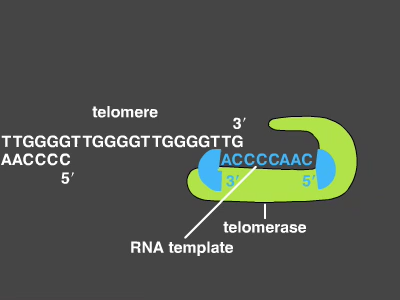 telomere
3′
TTGGGGTTGGGGTTGGGGTTG
AACCCC
ACCCCAAC
5′
3′
5′
telomerase
RNA template